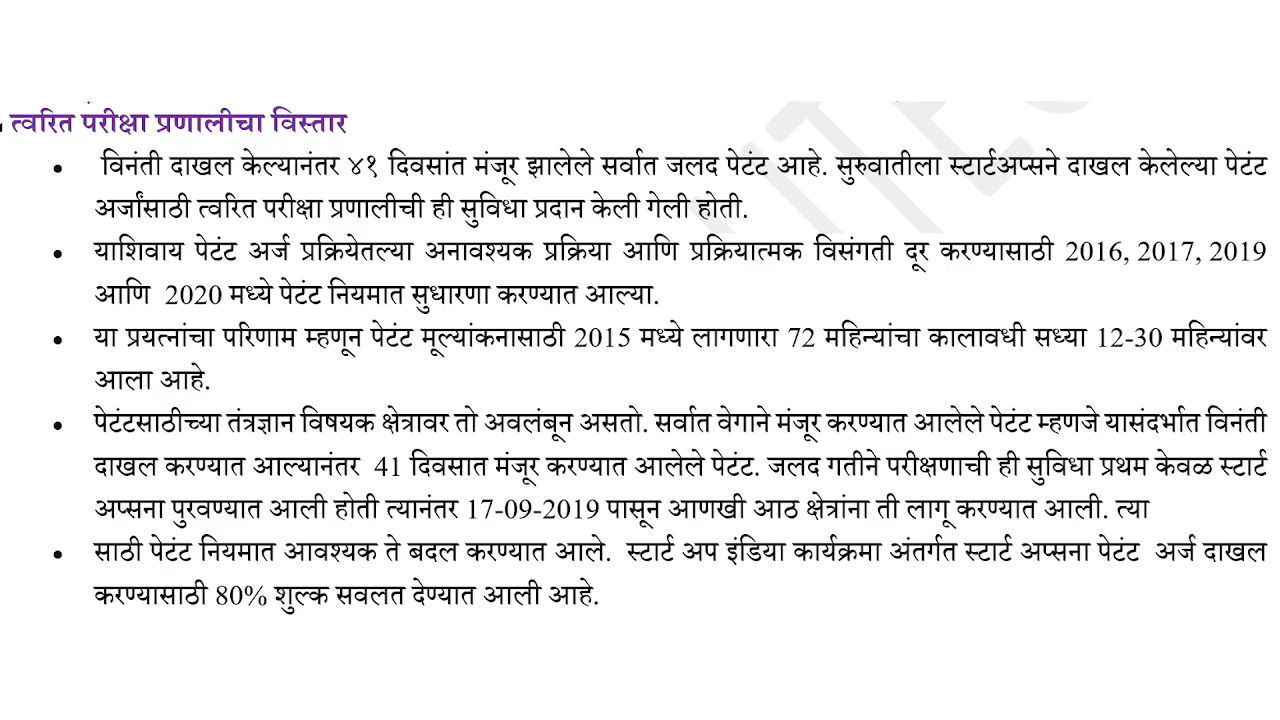 त्वरित परीक्षा प्रणालीचा विस्तार
• विनंती दाखल केल्यानंतर ४१ दिवसांत मंजूर झालेले सर्वात जलद पेटंट आहे. सुरुवातीला स्टार्टअप्सने दाखल केलेल्या पेटंट
अर्जांसाठी त्वरित परीक्षा प्रणालीची ही सुविधा प्रदान केली गेली होती.
• याशिवाय पेटंट अर्ज प्रक्रियेतल्या अनावश्यक प्रक्रिया आणि प्रक्रियात्मक विसंगती दूर करण्यासाठी 2016, 2017, 2019
आणि 2020 मध्ये पेटंट नियमात सुधारणा करण्यात आल्या.
• या प्रयत्नांचा परिणाम म्हणून पेटंट मूल्यांकनासाठी 2015 मध्ये लागणारा 72 महिन्यांचा कालावधी सध्या 12-30 महिन्यांवर
आला आहे.
• पेटंटसाठीच्या तंत्रज्ञान विषयक क्षेत्रावर तो अवलंबून असतो. सर्वात वेगाने मंजूर करण्यात आलेले पेटंट म्हणजे यासंदर्भात विनंती
दाखल करण्यात आल्यानंतर 41 दिवसात मंजूर करण्यात आलेले पेटंट. जलद गतीने परीक्षणाची ही सुविधा प्रथम केवळ स्टार्ट
अप्सना पुरवण्यात आली होती त्यानंतर 17-09-2019 पासून आणखी आठ क्षेत्रांना ती लागू करण्यात आली. त्या
• साठी पेटंट नियमात आवश्यक ते बदल करण्यात आले. स्टार्ट अप इंडिया कार्यक्रमा अंतर्गत स्टार्ट अप्सना पेटंट अर्ज दाखल
करण्यासाठी 80% शुल्क सवलत देण्यात आली आहे.